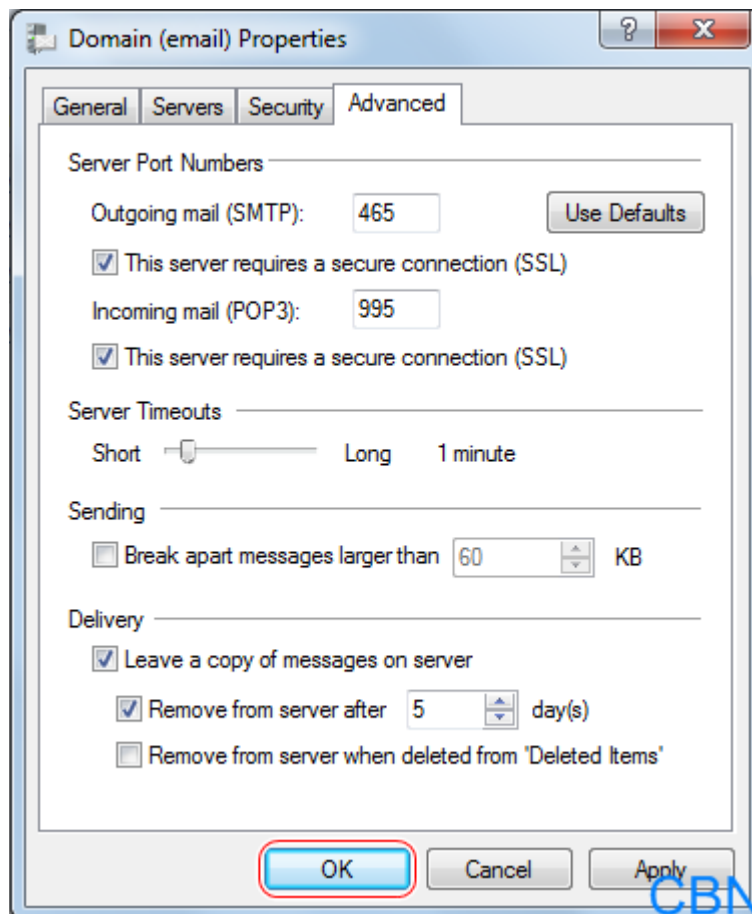 Domain (email) Properties
General Servers Security Advanced
Server Port Numbers
Outgoing mail (SMTP): 465 Use Defaults
This server requires a secure connection (SSL)
Incoming mail (POP3): 995
This server requires a secure connection (SSL)
Server Timeouts
Short Long 1 minute
Sending
Break apart messages larger than 60 KB
Delivery
Leave a copy of messages on server
Remove from server after 5 day(s)
Remove from server when deleted from 'Deleted Items'
OK Cancel Apply
CBN